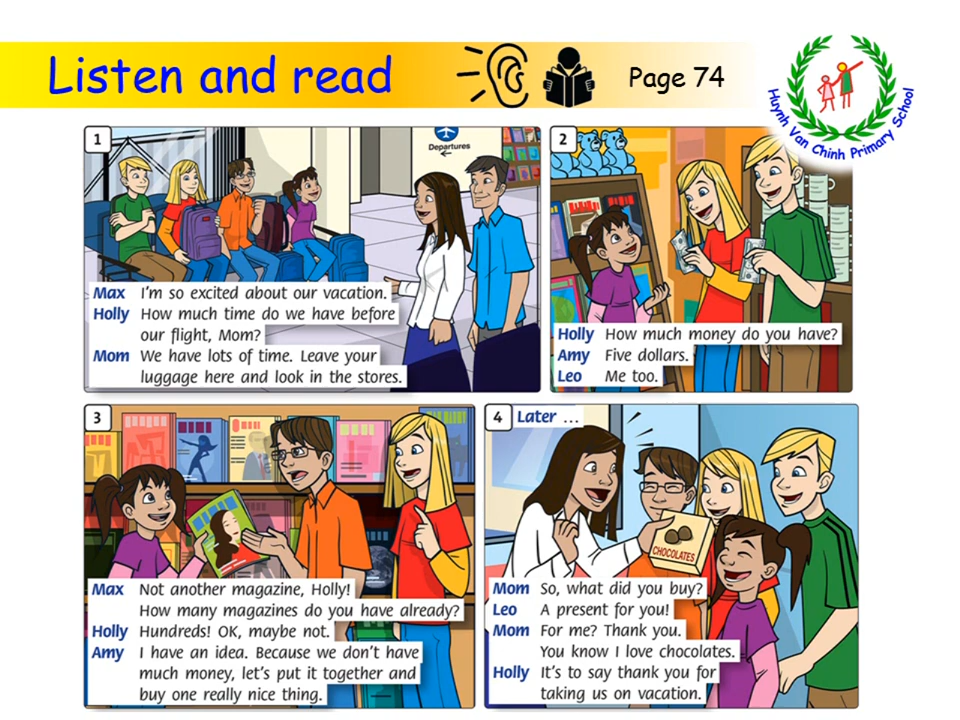 Listen and read
Page 74
Huynh Van Chinh Primary School
1
Departures
Max I'm so excited about our vacation.
Holly How much time do we have before
our flight, Mom?
Mom We have lots of time. Leave your
luggage here and look in the stores.
2
Holly How much money do you have?
Amy Five dollars.
Leo Me too.
3
Max Not another magazine, Holly!
How many magazines do you have already?
Holly Hundreds! OK, maybe not.
Amy I have an idea. Because we don't have
much money, let's put it together and
buy one really nice thing.
4 Later ...
CHOCOLATES
Mom So, what did you buy?
Leo A present for you!
Mom For me? Thank you.
You know I love chocolates.
Holly It's to say thank you for
taking us on vacation.